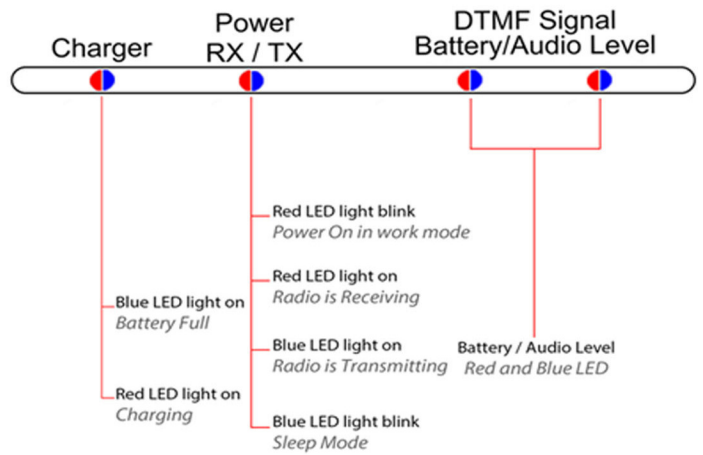 Charger
Power
RX / TX
DTMF Signal
Battery/Audio Level
Blue LED light on
Battery Full
Red LED light on
Charging
Red LED light blink
Power On in work mode
Red LED light on
Radio is Receiving
Blue LED light on
Radio is Transmitting
Blue LED light blink
Sleep Mode
Battery / Audio Level
Red and Blue LED